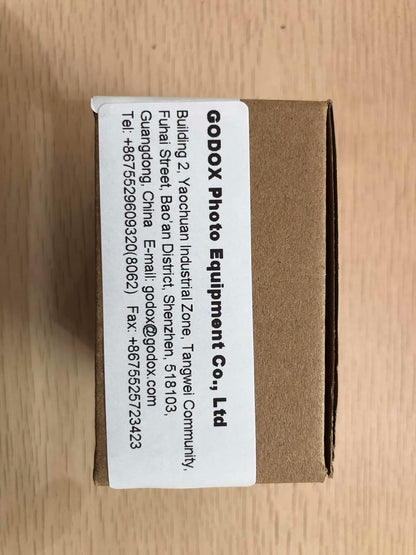 GODOX Photo Equipment Co., Ltd
Building 2, Yaochuan Industrial Zone, Tangwei Community,
Fuhai Street, Bao'an District, Shenzhen, 518103,
Guangdong, China E-mail: godox@godox.com
Tel: +8675529609320(8062) Fax: +8675525723423